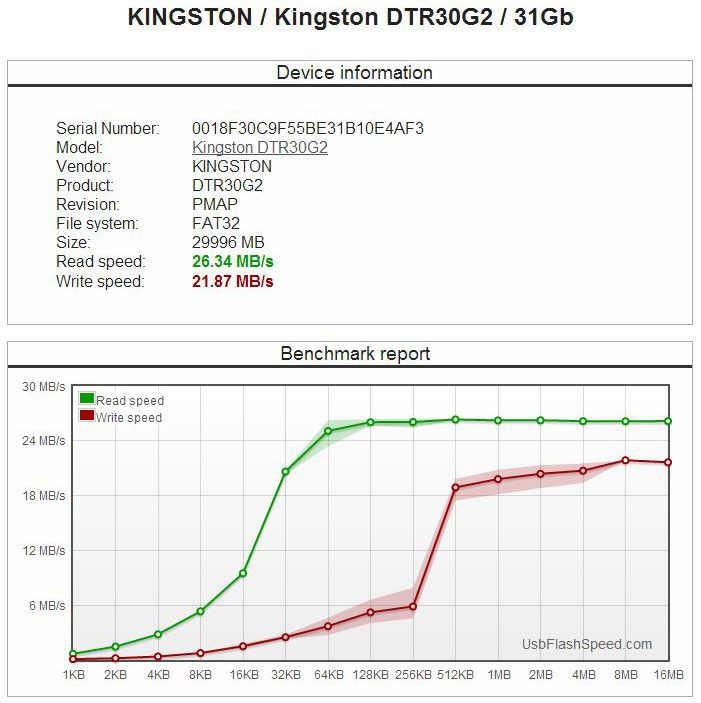 KINGSTON / Kingston DTR30G2 / 31Gb
Device information
Serial Number: 0018F30C9F55BE31B10E4AF3
Model: Kingston DTR30G2
Vendor: KINGSTON
Product: DTR30G2
Revision: PMAP
File system: FAT32
Size: 29996 MB
Read speed: 26.34 MB/s
Write speed: 21.87 MB/s
Benchmark report
30 MB/s
Read speed
Write speed
24 MB/s
18 MB/s
12 MB/s
6 MB/s
UsbFlashSpeed.com
1KB 2KB 4KB 8KB 16KB 32KB 64KB 128KB 256KB 512KB 1MB 2MB 4MB 8MB 16MB